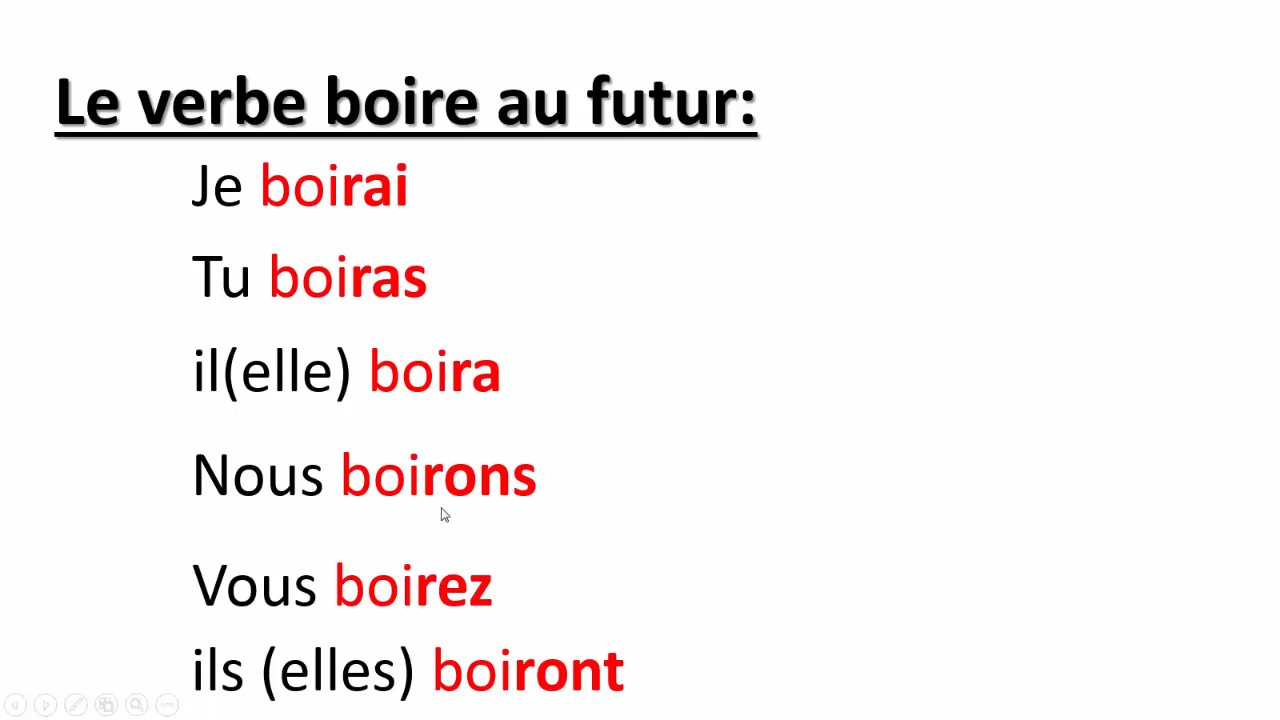 Le verbe boire au futur:
Je boirai
Tu boiras
il(elle) boira
Nous boirons
Vous boirez
ils (elles) boiront